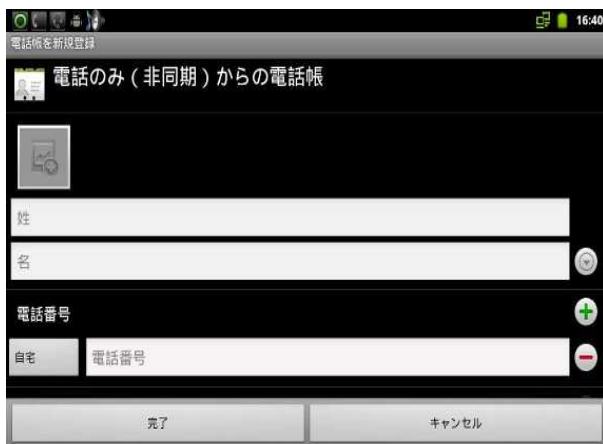 16:40
電話帳を新規登録
電話のみ(非同期)からの電話帳
姓
名
電話番号
自宅 電話番号
完了 キャンセル